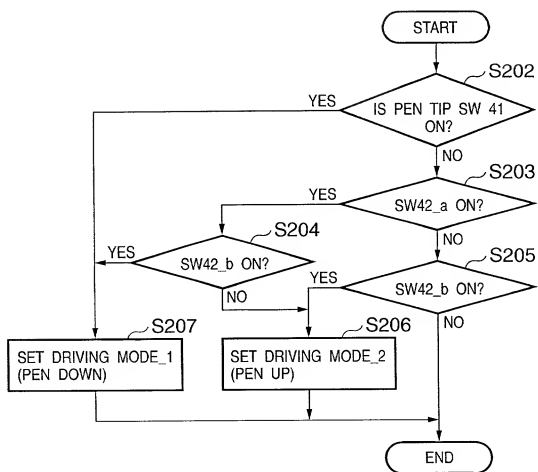 START
S202
YES
IS PEN TIP SW 41
ON?
NO
S203
YES
SW42_a ON?
S204
NO
S205
YES
SW42_b ON?
YES
SW42_b ON?
NO
NO
S207
S206
SET DRIVING MODE_1
(PEN DOWN)
SET DRIVING MODE_2
(PEN UP)
END